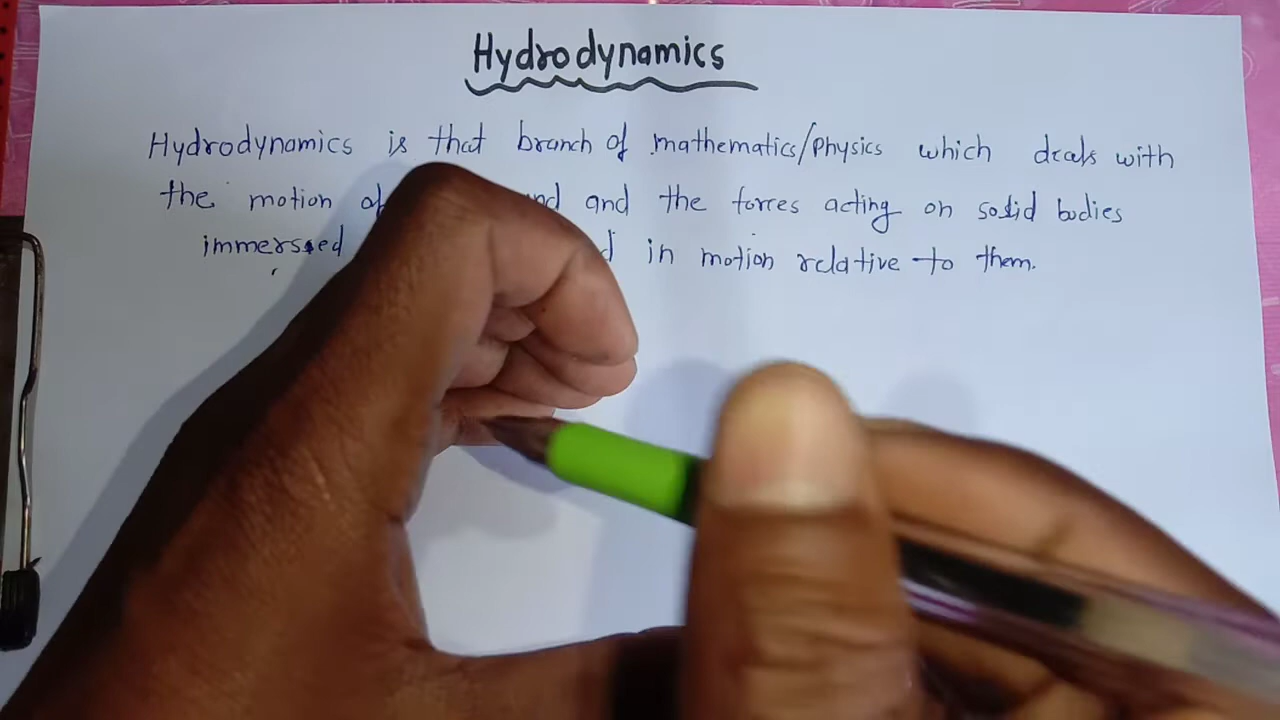 Hydrodynamics
Hydrodynamics is that branch of mathematics/Physics which deals with
the motion of and the forces acting on solid bodies
immersed in motion relative to them.